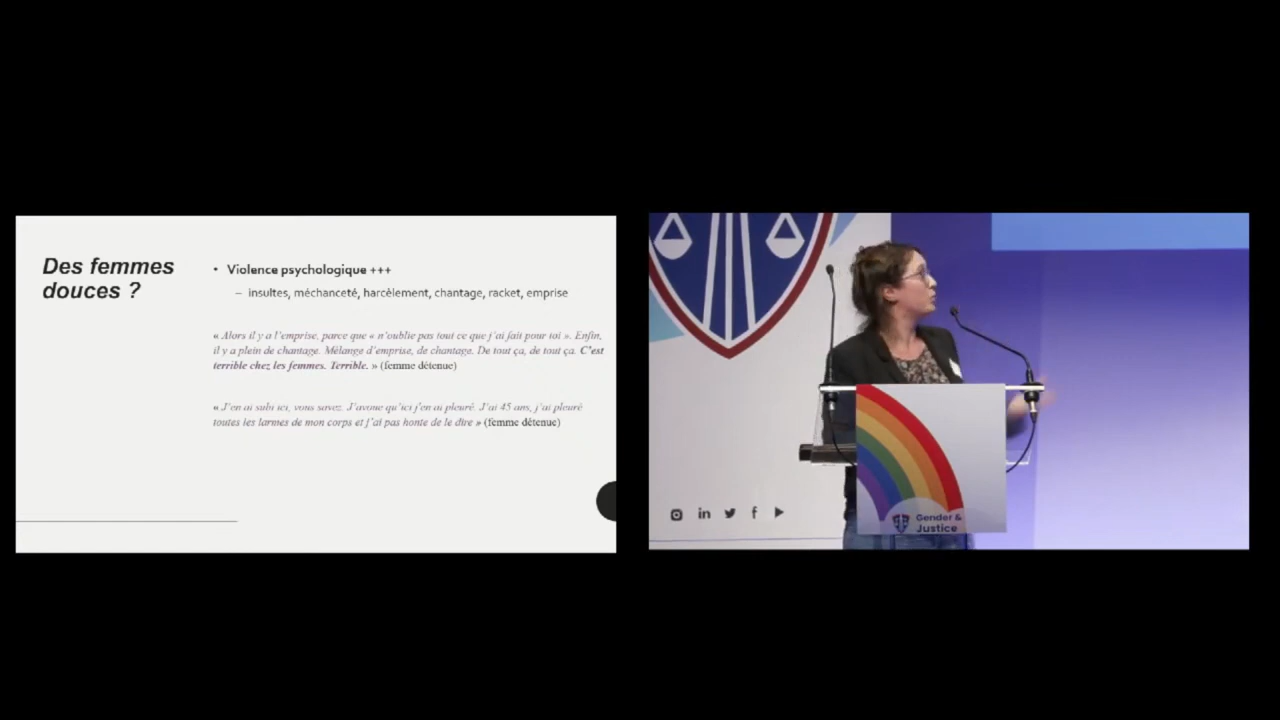 Des femmes
douces ?
• Violence psychologique +++
– insultes, méchanceté, harcèlement, chantage, racket, emprise
« Alors il y a l'emprise, parce que « n'oublie pas tout ce que j'ai fait pour toi ». Enfin,
il y a plein de chantage. Mélange d'emprise, de chantage. De tout ça, de tout ça. C'est
terrible chez les femmes. Terrible. » (femme détenue)
« J'en ai subi ici, vous savez. J'avoue qu'ici j'en ai pleuré. J'ai 45 ans, j'ai pleuré
toutes les larmes de mon corps et j'ai pas honte de le dire » (femme détenue)
Gender &
Justice